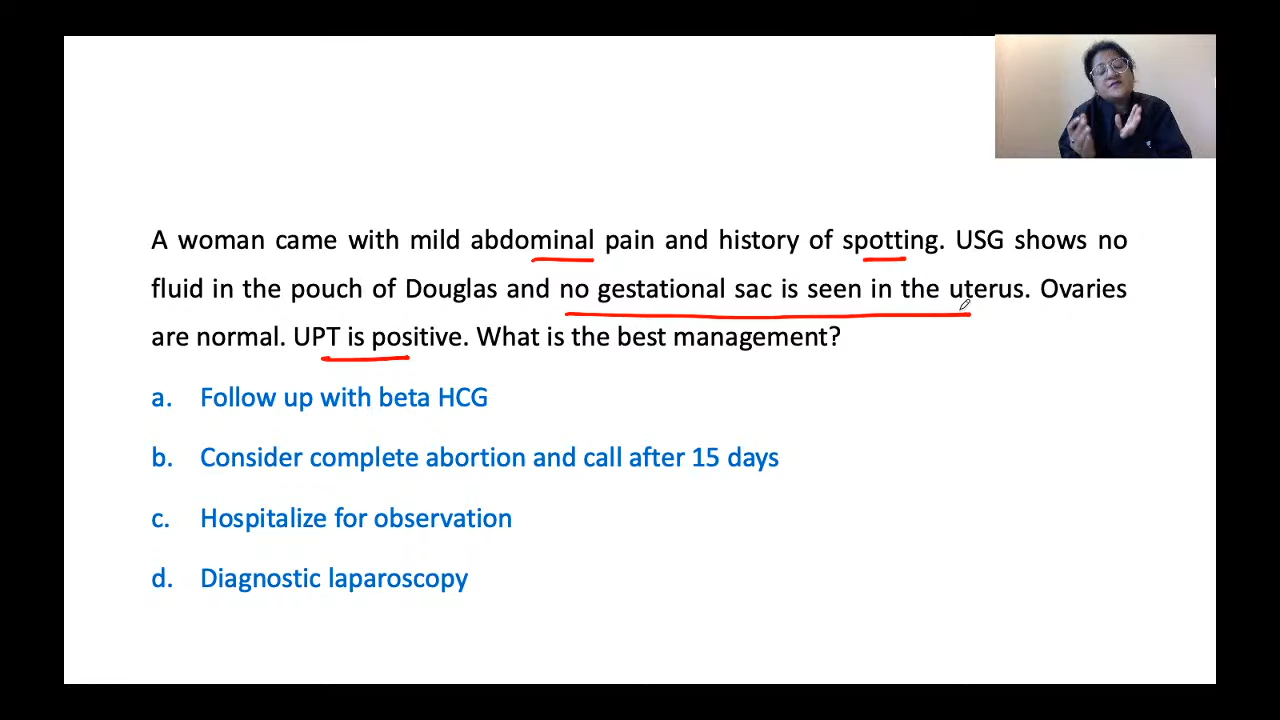 A woman came with mild abdominal pain and history of spotting. USG shows no
fluid in the pouch of Douglas and no gestational sac is seen in the uterus. Ovaries
are normal. UPT is positive. What is the best management?
a. Follow up with beta HCG
b. Consider complete abortion and call after 15 days
c. Hospitalize for observation
d. Diagnostic laparoscopy